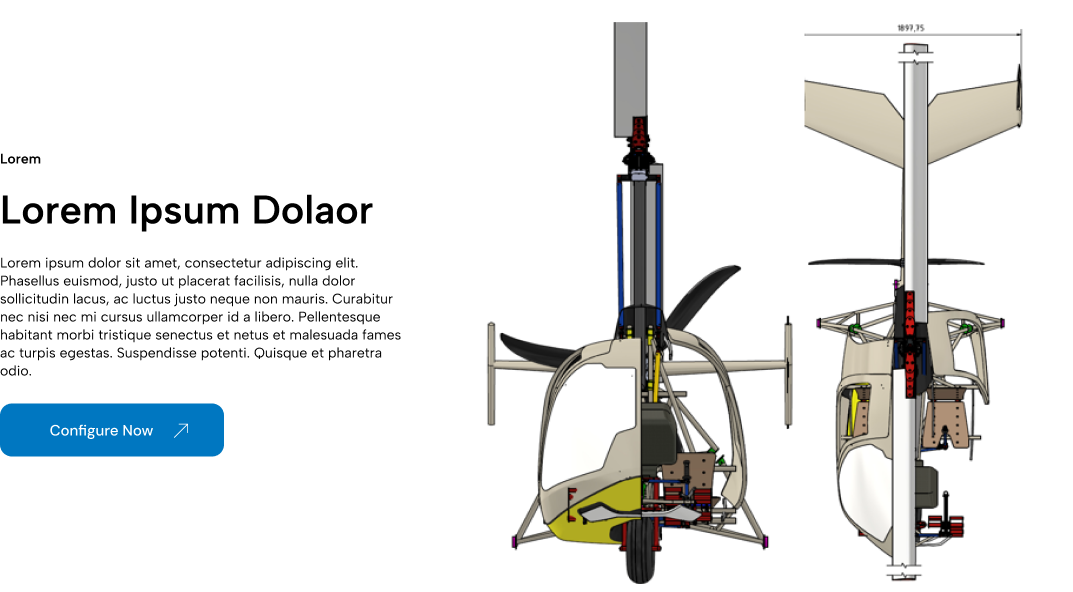 1897,75
Lorem
Lorem Ipsum Dolaor
Lorem ipsum dolor sit amet, consectetur adipiscing elit.
Phasellus euismod, justo ut placerat facilisis, nulla dolor
sollicitudin lacus, ac luctus justo neque non mauris. Curabitur
nec nisi nec mi cursus ullamcorper id a libero. Pellentesque
habitant morbi tristique senectus et netus et malesuada fames
ac turpis egestas. Suspendisse potenti. Quisque et pharetra
odio.
Configure Now